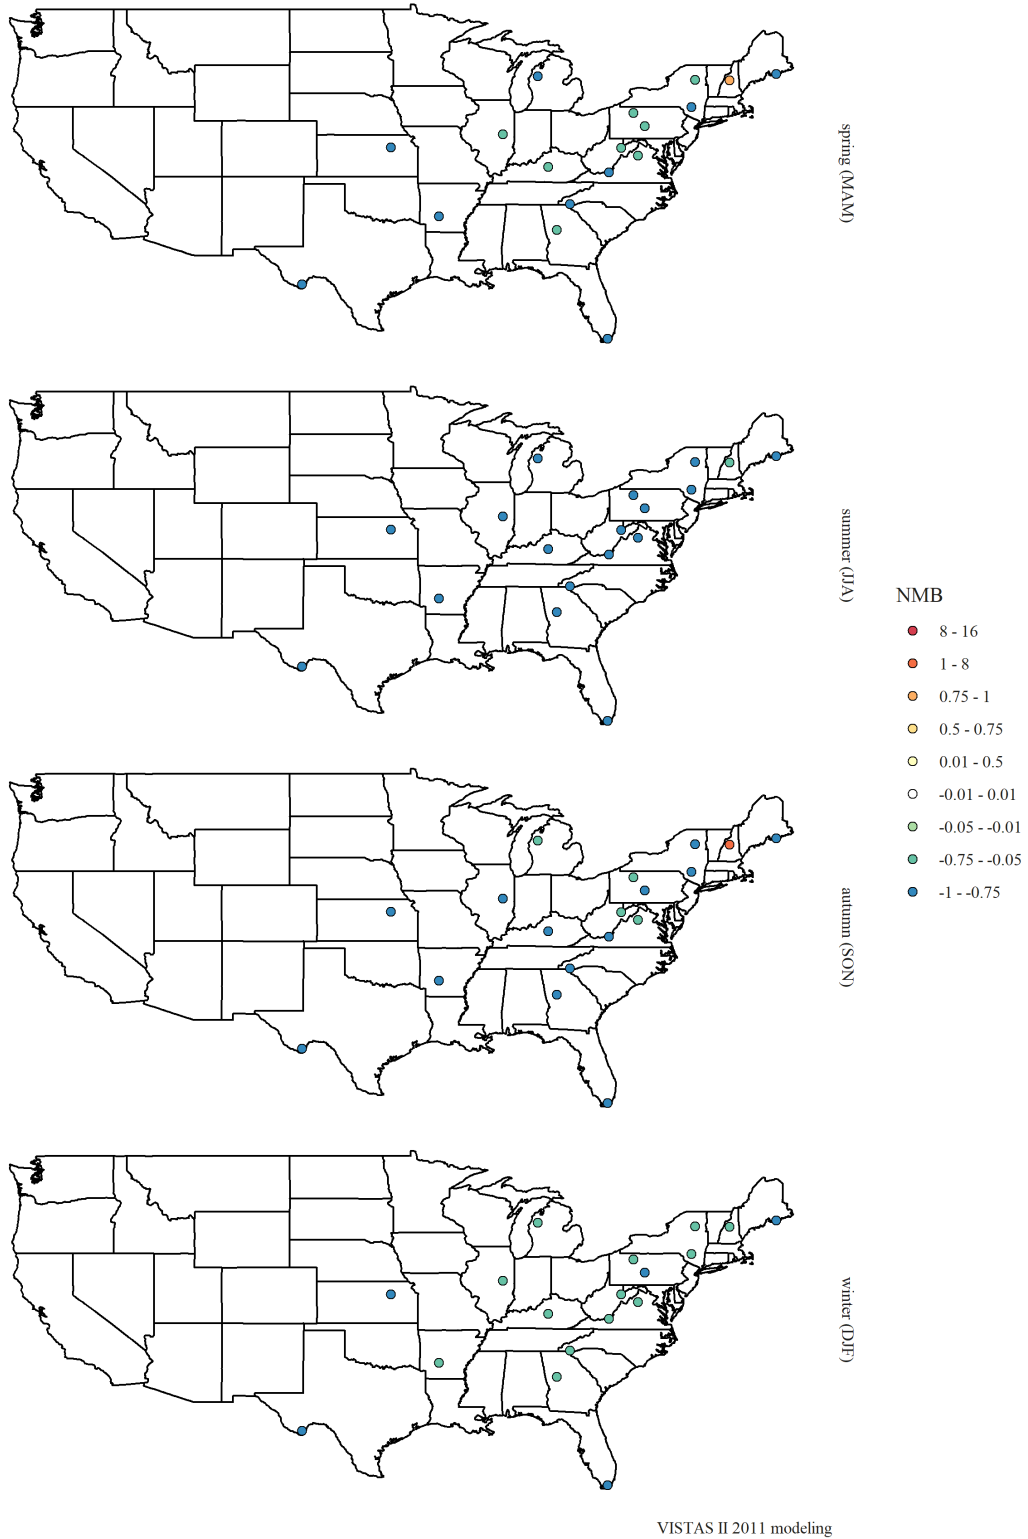 spring (MAM)
summer (JJA)
autumn (SON)
winter (DJF)
NMB
8 - 16
1 - 8
0.75 - 1
0.5 - 0.75
0.01 - 0.5
-0.01 - 0.01
-0.05 - -0.01
-0.75 - -0.05
-1 - -0.75
VISTAS II 2011 modeling